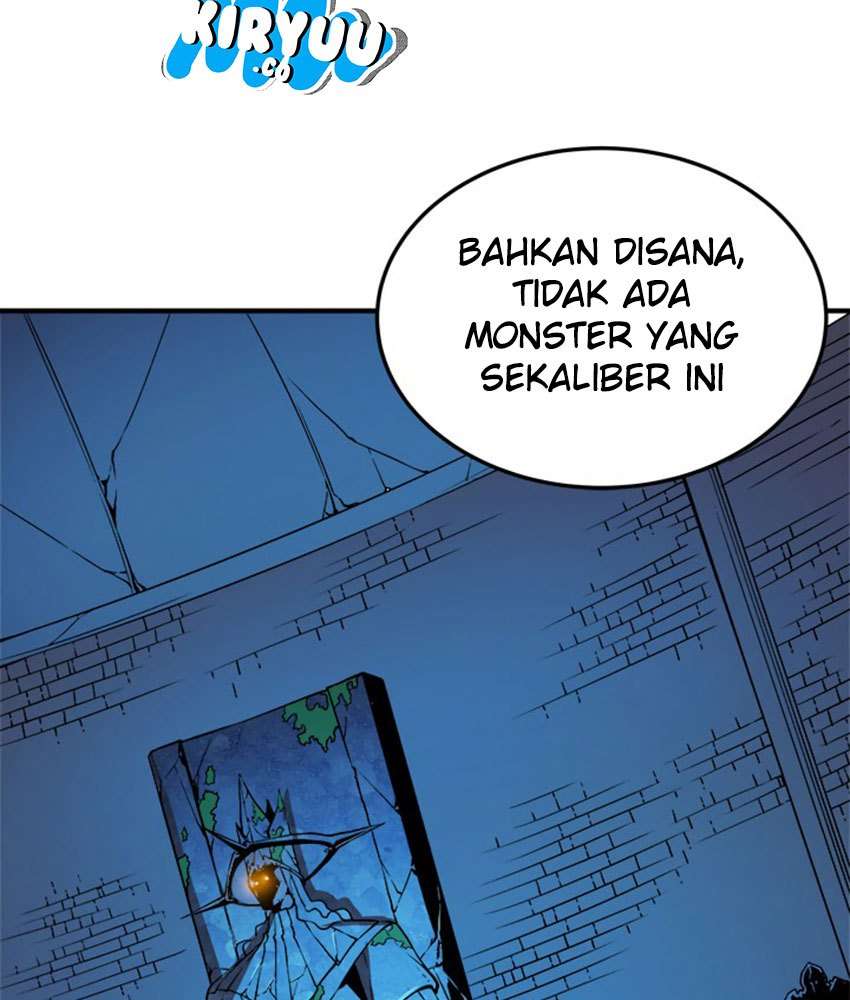 KIRYUU
.CO
BAHKAN DISANA,
TIDAK ADA
MONSTER YANG
SEKALIBER INI